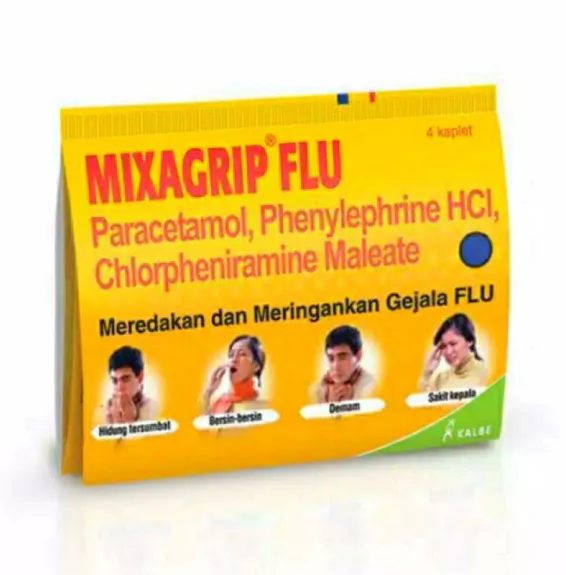 4 kaplet
MIXAGRIP® FLU
Paracetamol, Phenylephrine HCl,
Chlorpheniramine Maleate
Meredakan dan Meringankan Gejala FLU
Hidung tersumbat
Bersin-bersin
Demam
Sakit kepala
KALBE